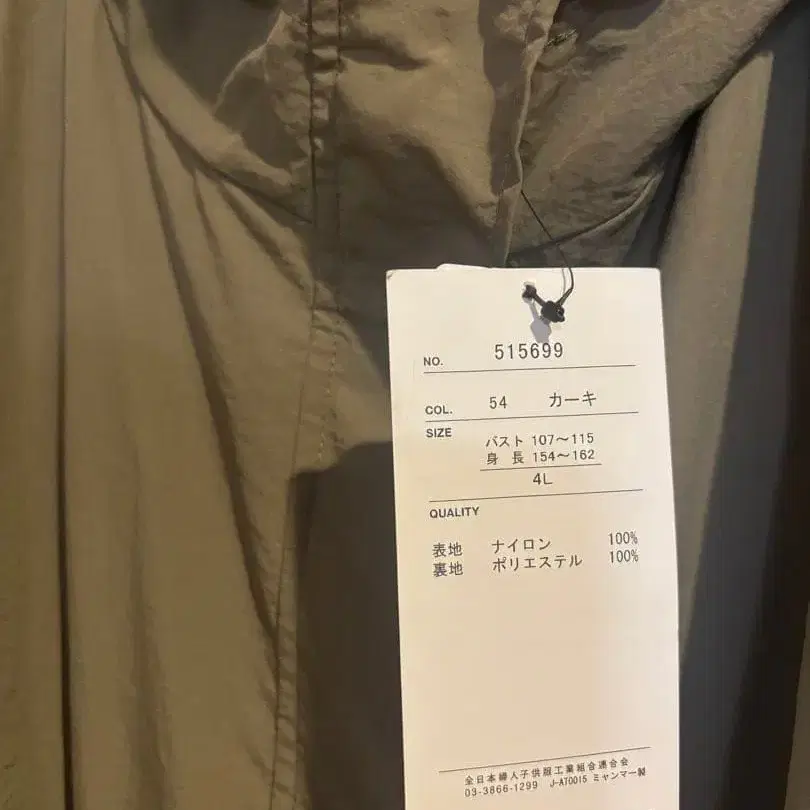 NO. 515699
COL. 54 カーキ
SIZE
バスト 107～115
身 長 154～162
4L
QUALITY
表地 ナイロン 100%
裏地 ポリエステル 100%
全日本婦人子供服工業組合連合会
03-3866-1299 J-AT0015 ミャンマー製